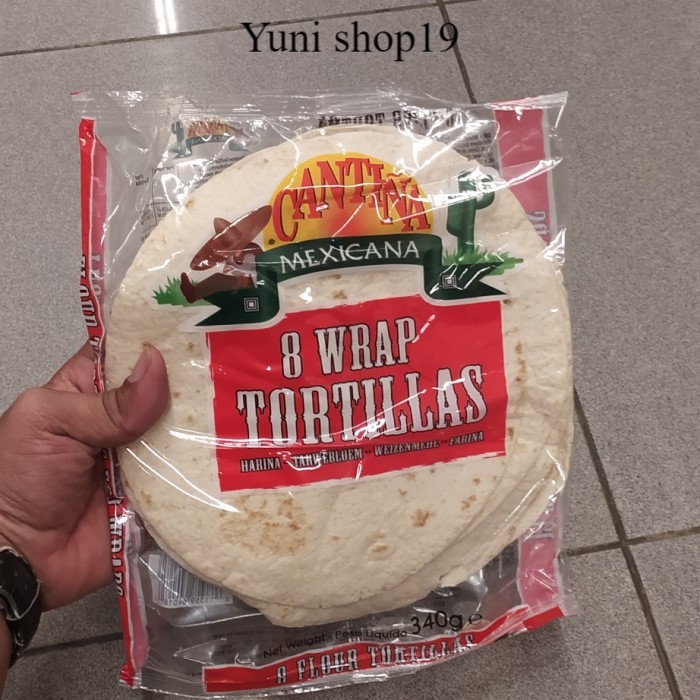 Yuni shop19
CANTINA
MEXICANA
8 WRAP
TORTILLAS
HARINA - TARWEBLOEM - WEIZENMEHL - FARINA
Net Weight - Peso Liquido 340g e
8 FLOUR TORTILLAS